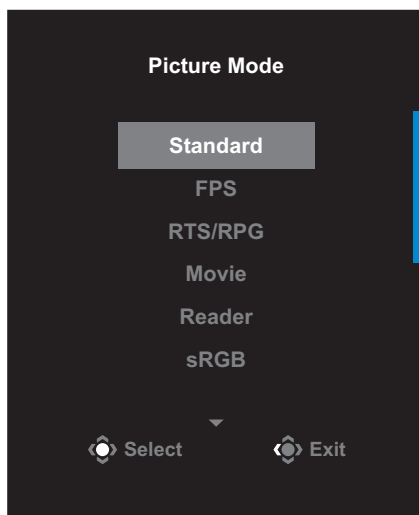 Picture Mode
Standard
FPS
RTS/RPG
Movie
Reader
sRGB
Select Exit